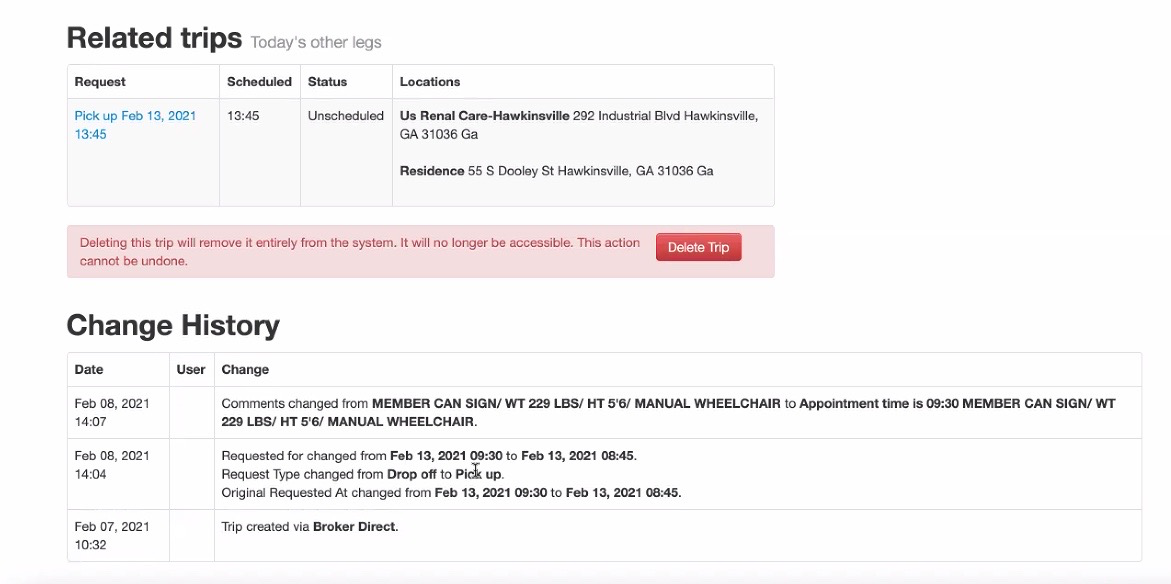 Related trips Today's other legs
Request Scheduled Status Locations
Pick up Feb 13, 2021
13:45
13:45
Unscheduled
Us Renal Care-Hawkinsville 292 Industrial Blvd Hawkinsville,
GA 31036 Ga
Residence 55 S Dooley St Hawkinsville, GA 31036 Ga
Deleting this trip will remove it entirely from the system. It will no longer be accessible. This action
cannot be undone.
Delete Trip
Change History
Date User Change
Feb 08, 2021
14:07
Comments changed from MEMBER CAN SIGN/ WT 229 LBS/ HT 5'6/ MANUAL WHEELCHAIR to Appointment time is 09:30 MEMBER CAN SIGN/ WT
229 LBS/ HT 5'6/ MANUAL WHEELCHAIR.
Feb 08, 2021
14:04
Requested for changed from Feb 13, 2021 09:30 to Feb 13, 2021 08:45.
Request Type changed from Drop off to Pick up.
Original Requested At changed from Feb 13, 2021 09:30 to Feb 13, 2021 08:45.
Feb 07, 2021
10:32
Trip created via Broker Direct.